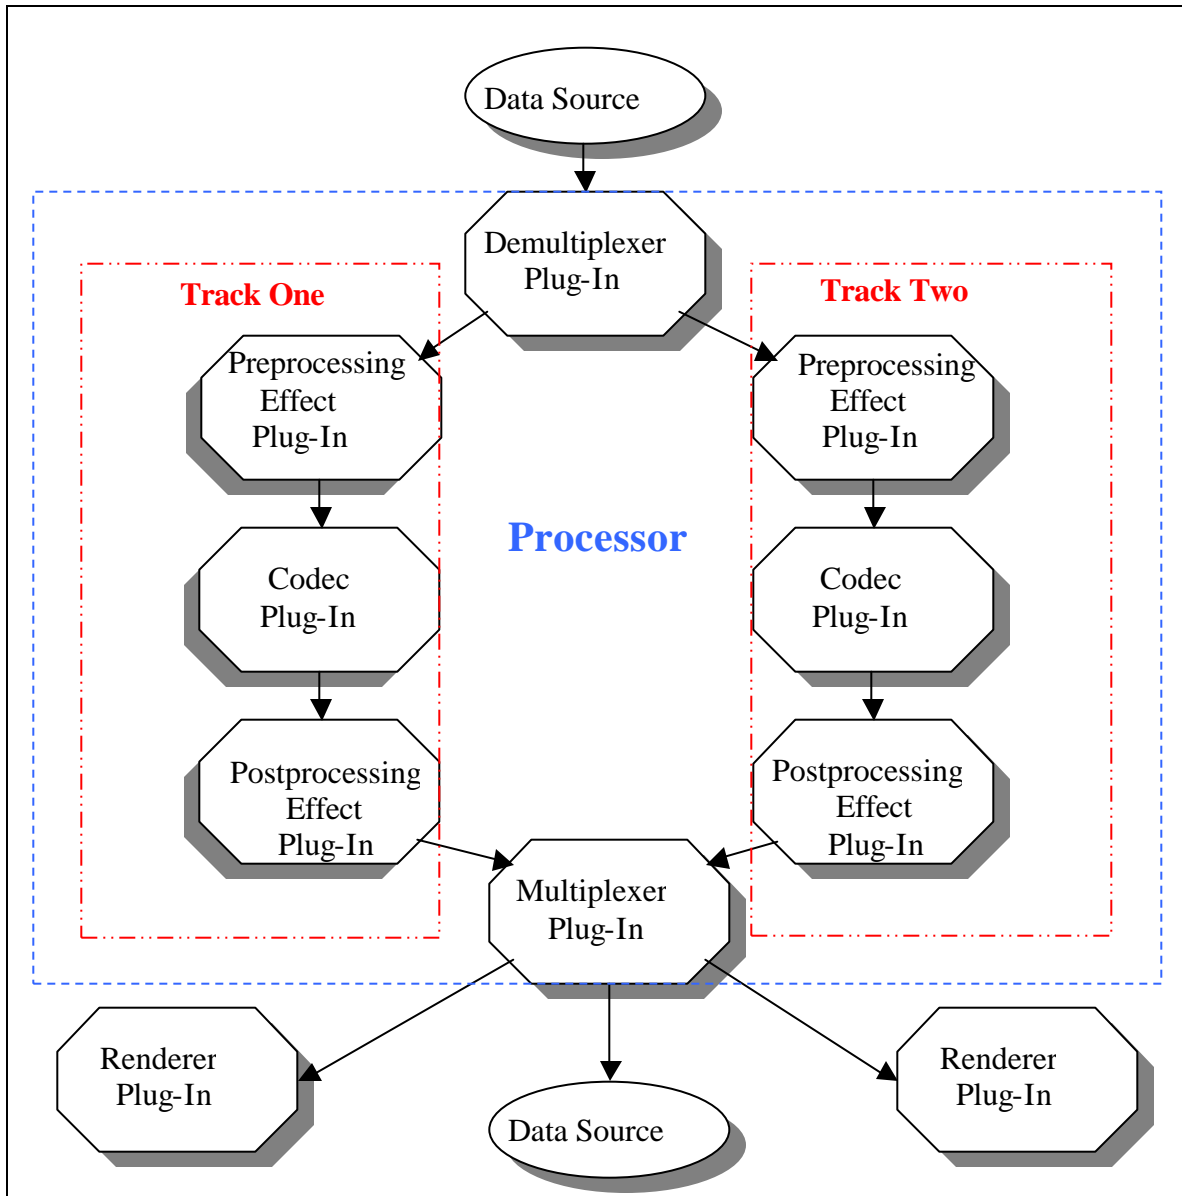 Data Source
Demultiplexer
Plug-In
Track One
Track Two
Preprocessing
Effect
Plug-In
Preprocessing
Effect
Plug-In
Processor
Codec
Plug-In
Codec
Plug-In
Postprocessing
Effect
Plug-In
Postprocessing
Effect
Plug-In
Multiplexer
Plug-In
Renderer
Plug-In
Data Source
Renderer
Plug-In